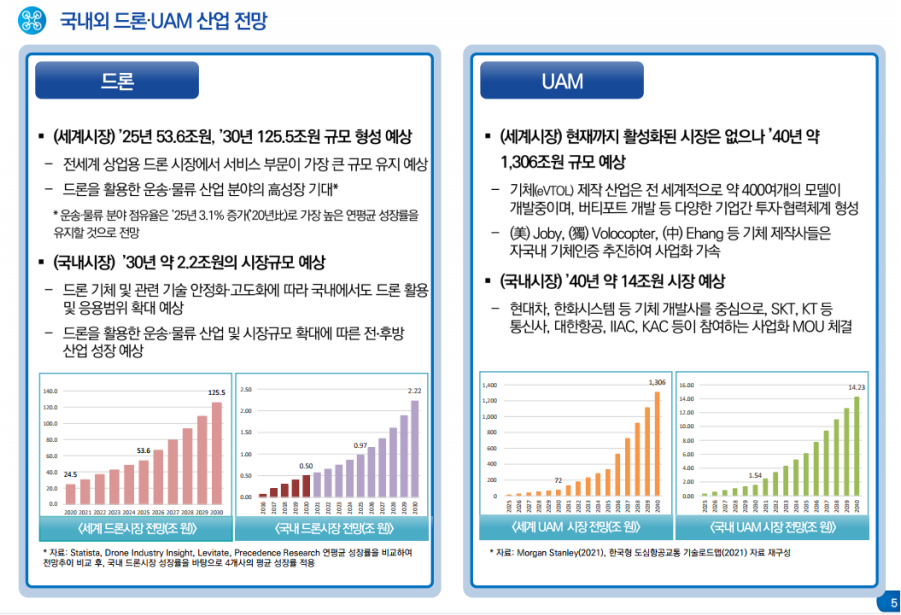 국내외 드론·UAM 산업 전망
드론
▪ (세계시장) ’25년 53.6조원, ’30년 125.5조원 규모 형성 예상
− 전세계 상업용 드론 시장에서 서비스 부문이 가장 큰 규모 유지 예상
− 드론을 활용한 운송·물류 산업 분야의 高성장 기대*
* 운송·물류 분야 점유율은 ’25년 3.1% 증가(’20년比)로 가장 높은 연평균 성장률을
유지할 것으로 전망
▪ (국내시장) ’30년 약 2.2조원의 시장규모 예상
− 드론 기체 및 관련 기술 안정화·고도화에 따라 국내에서도 드론 활용
및 응용범위 확대 예상
− 드론을 활용한 운송·물류 산업 및 시장규모 확대에 따른 전·후방
산업 성장 예상
140.0
120.0
100.0
80.0
60.0
40.0
20.0
0.0
24.5
53.6
125.5
2020 2021 2022 2023 2024 2025 2026 2027 2028 2029 2030
〈세계 드론시장 전망(조 원)〉
2.50
2.00
1.50
1.00
0.50
0.00
0.50
0.97
2.22
2016 2017 2018 2019 2020 2021 2022 2023 2024 2025 2026 2027 2028 2029 2030
〈국내 드론시장 전망(조 원)〉
* 자료: Statista, Drone Industry Insight, Levitate, Precedence Research 연평균 성장률을 비교하여
전망추이 비교 후, 국내 드론시장 성장률을 바탕으로 4개사의 평균 성장률 적용
UAM
▪ (세계시장) 현재까지 활성화된 시장은 없으나 ’40년 약
1,306조원 규모 예상
− 기체(eVTOL) 제작 산업은 전 세계적으로 약 400여개의 모델이
개발중이며, 버티포트 개발 등 다양한 기업간 투자·협력체계 형성
− (美) Joby, (獨) Volocopter, (中) Ehang 등 기체 제작사들은
자국내 기체인증 추진하여 사업화 가속
▪ (국내시장) ’40년 약 14조원 시장 예상
− 현대차, 한화시스템 등 기체 개발사를 중심으로, SKT, KT 등
통신사, 대한항공, IIAC, KAC 등이 참여하는 사업화 MOU 체결
1,400
1,200
1,000
800
600
400
200
0
72
1,306
2025 2026 2027 2028 2029 2030 2031 2032 2033 2034 2035 2036 2037 2038 2039 2040
〈세계 UAM 시장 전망(조 원)〉
16.00
14.00
12.00
10.00
8.00
6.00
4.00
2.00
0.00
1.54
14.23
2025 2026 2027 2028 2029 2030 2031 2032 2033 2034 2035 2036 2037 2038 2039 2040
〈국내 UAM 시장 전망(조 원)〉
* 자료: Morgan Stanley(2021), 한국형 도심항공교통 기술로드맵(2021) 자료 재구성
5